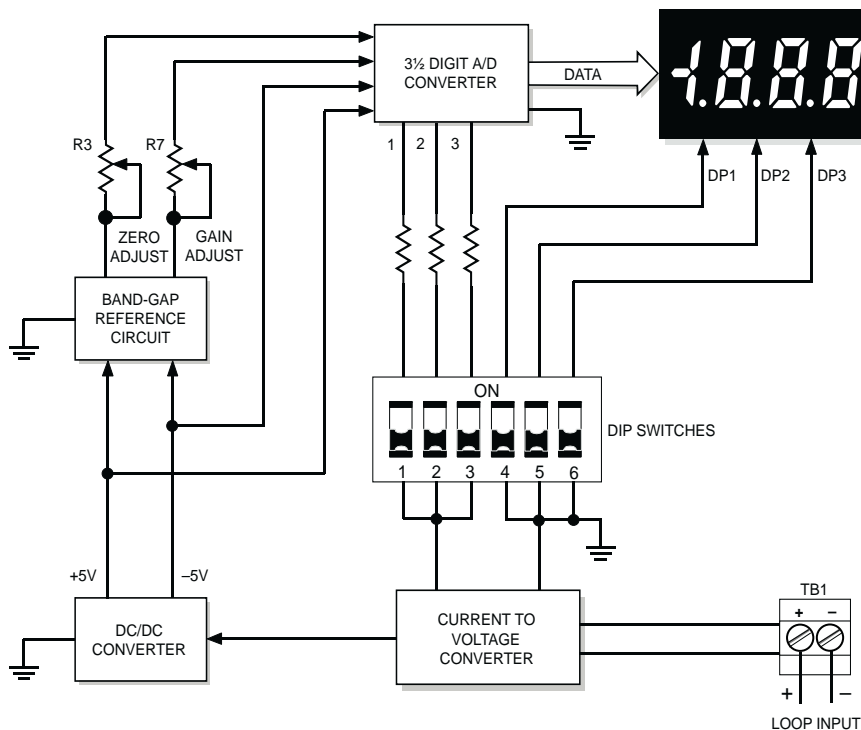 3½ DIGIT A/D
CONVERTER
DATA
-1.8.8.8
R3
R7
1
2
3
DP1
DP2
DP3
ZERO
ADJUST
GAIN
ADJUST
BAND-GAP
REFERENCE
CIRCUIT
ON
DIP SWITCHES
1 2 3 4 5 6
+5V
–5V
DC/DC
CONVERTER
CURRENT TO
VOLTAGE
CONVERTER
TB1
+ –
+ –
LOOP INPUT